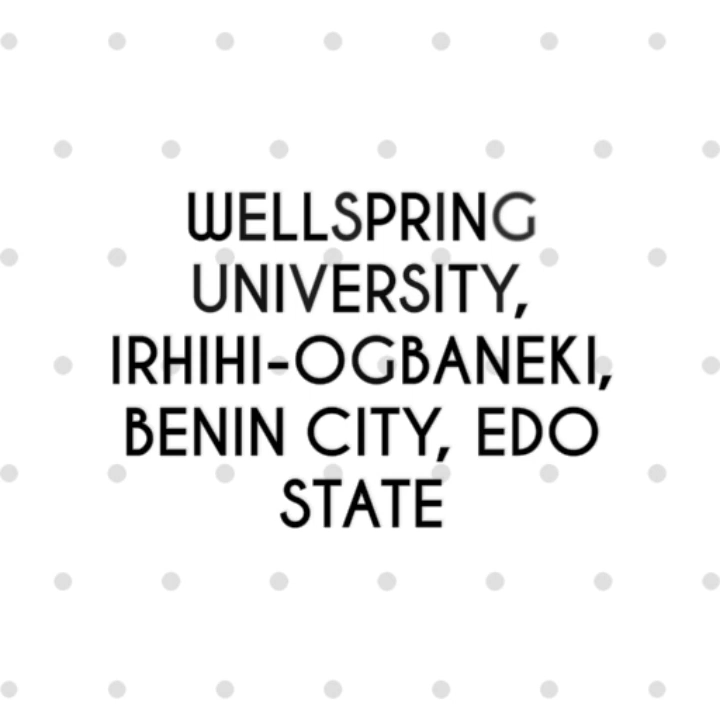 WELLSPRING
UNIVERSITY,
IRHIHI-OGBANEKI,
BENIN CITY, EDO
STATE